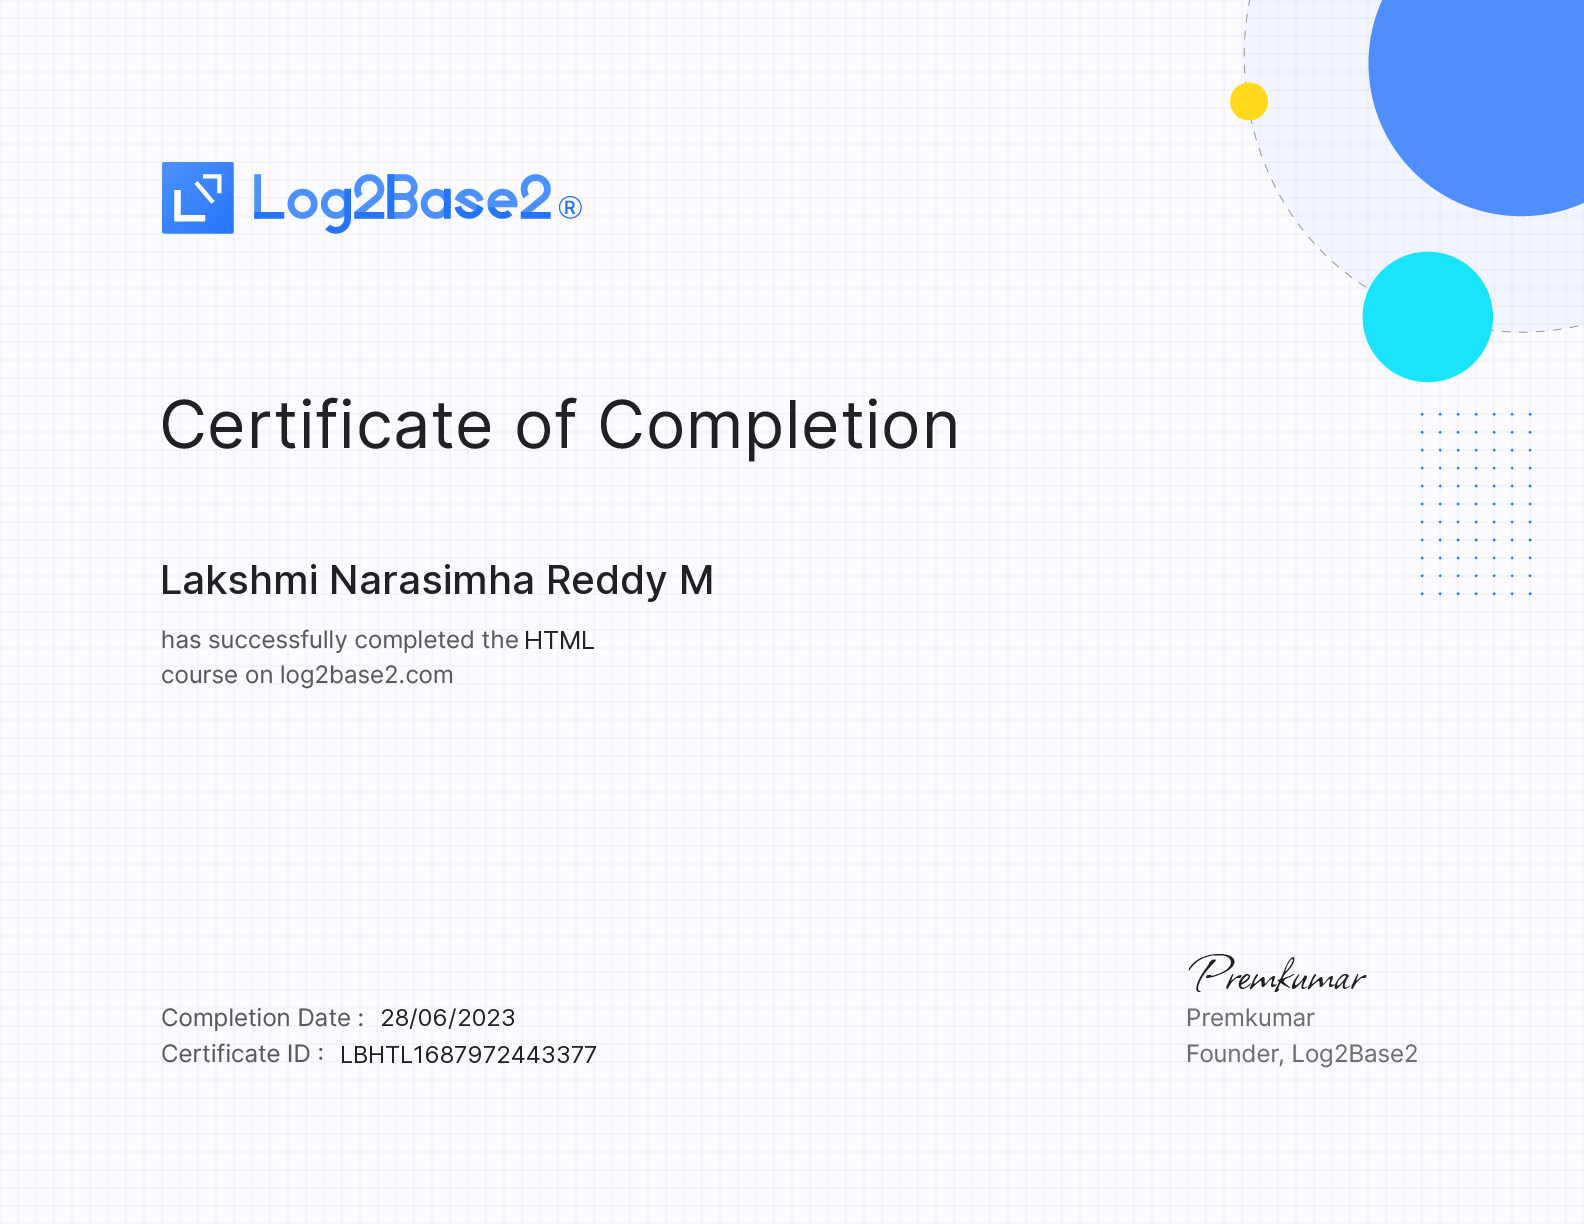 Log2Base2®
Certificate of Completion
Lakshmi Narasimha Reddy M
has successfully completed the HTML
course on log2base2.com
Premkumar
Completion Date : 28/06/2023
Premkumar
Certificate ID : LBHTL1687972443377
Founder, Log2Base2